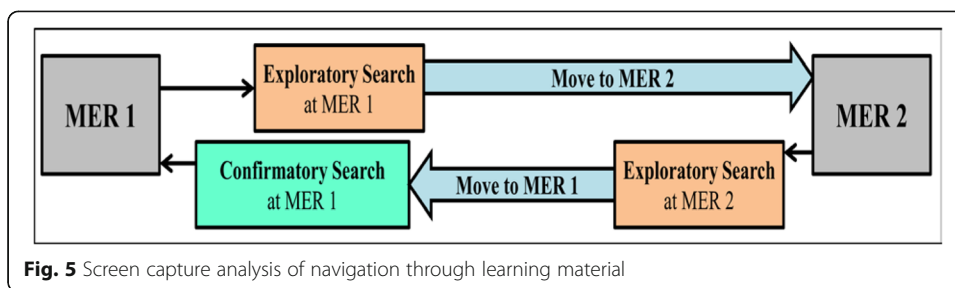 MER 1
Exploratory Search
at MER 1
Move to MER 2
MER 2
Confirmatory Search
at MER 1
Move to MER 1
Exploratory Search
at MER 2
Fig. 5 Screen capture analysis of navigation through learning material